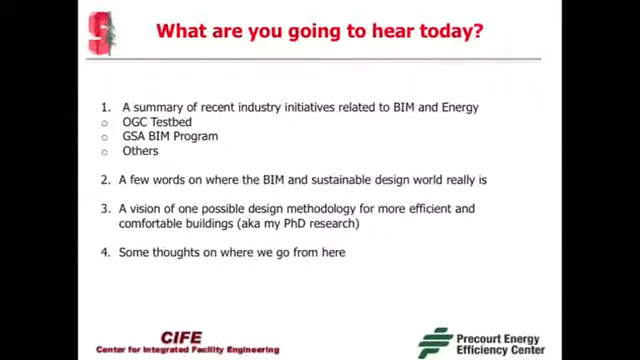 What are you going to hear today?
1. A summary of recent industry initiatives related to BIM and Energy
o OGC Testbed
o GSA BIM Program
o Others
2. A few words on where the BIM and sustainable design world really is
3. A vision of one possible design methodology for more efficient and
comfortable buildings (aka my PhD research)
4. Some thoughts on where we go from here
CIFE
Center for Integrated Facility Engineering
Precourt Energy
Efficiency Center